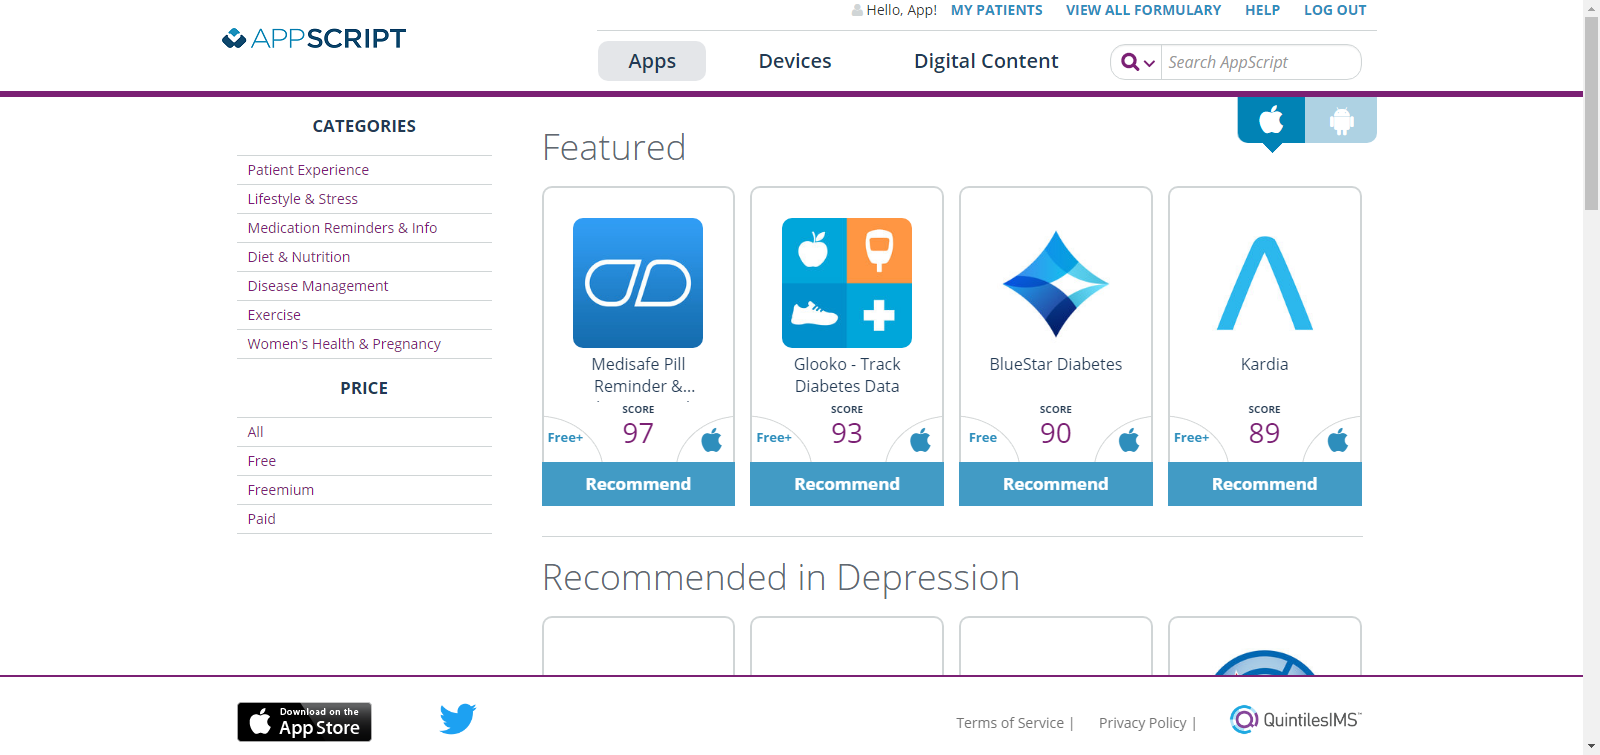 Hello, App! MY PATIENTS VIEW ALL FORMULARY HELP LOG OUT
APPSCRIPT
Apps Devices Digital Content Search AppScript
CATEGORIES
Patient Experience
Lifestyle & Stress
Medication Reminders & Info
Diet & Nutrition
Disease Management
Exercise
Women's Health & Pregnancy
PRICE
All
Free
Freemium
Paid
Featured
Medisafe Pill
Reminder &...
SCORE
Free+ 97
Recommend
Glooko - Track
Diabetes Data
SCORE
Free+ 93
Recommend
BlueStar Diabetes
SCORE
Free 90
Recommend
Kardia
SCORE
Free+ 89
Recommend
Recommended in Depression
Download on the
App Store
Terms of Service | Privacy Policy |
QuintilesIMS™